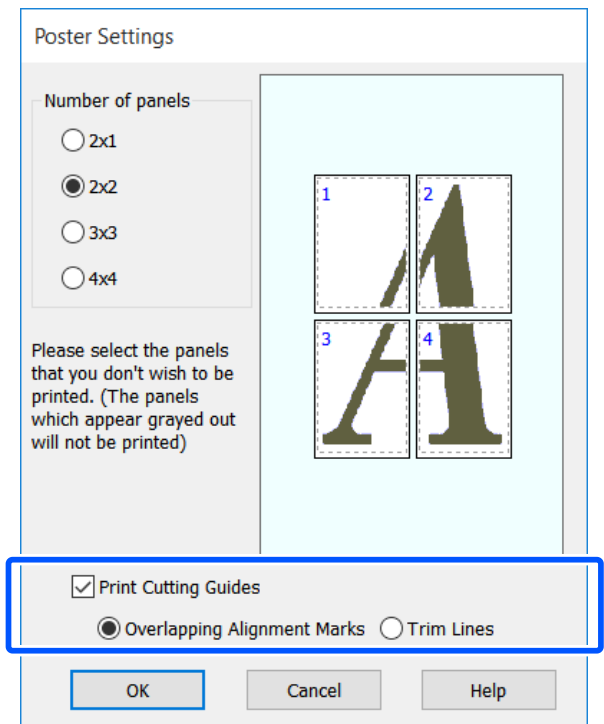 Poster Settings
Number of panels
2x1
2x2
3x3
4x4
Please select the panels
that you don't wish to be
printed. (The panels
which appear grayed out
will not be printed)
1
2
3
4
A
Print Cutting Guides
Overlapping Alignment Marks
Trim Lines
OK
Cancel
Help